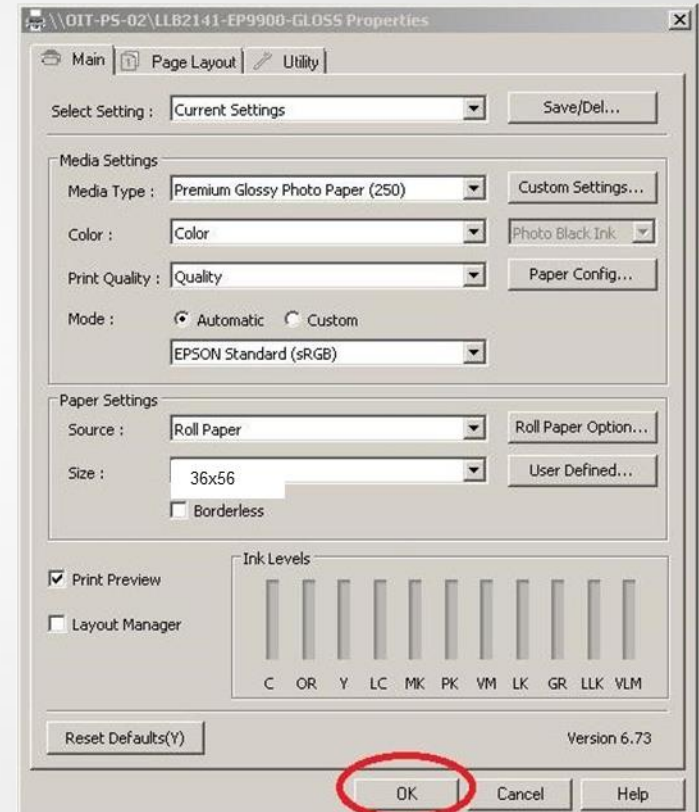 \\OIT-PS-02\LLB2141-EP9900-GLOSS Properties
Main Page Layout Utility
Select Setting : Current Settings Save/Del...
Media Settings
Media Type : Premium Glossy Photo Paper (250) Custom Settings...
Color : Color Photo Black Ink
Print Quality : Quality Paper Config...
Mode : Automatic Custom
EPSON Standard (sRGB)
Paper Settings
Source : Roll Paper Roll Paper Option...
Size : 36x56 User Defined...
Borderless
Print Preview
Layout Manager
Ink Levels
C OR Y LC MK PK VM LK GR LLK VLM
Reset Defaults(Y) Version 6.73
OK Cancel Help